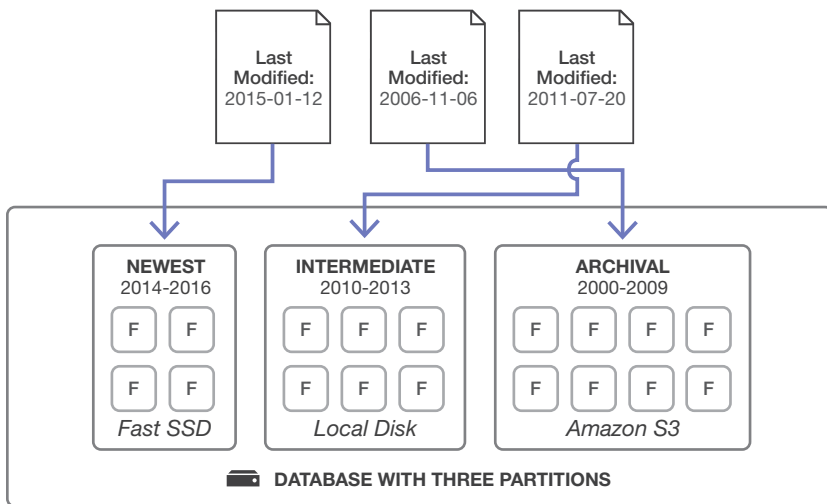 Last
Modified:
2015-01-12
Last
Modified:
2006-11-06
Last
Modified:
2011-07-20
NEWEST
2014-2016
F F
F F
Fast SSD
INTERMEDIATE
2010-2013
F F F
F F F
Local Disk
ARCHIVAL
2000-2009
F F F F
F F F F
Amazon S3
DATABASE WITH THREE PARTITIONS